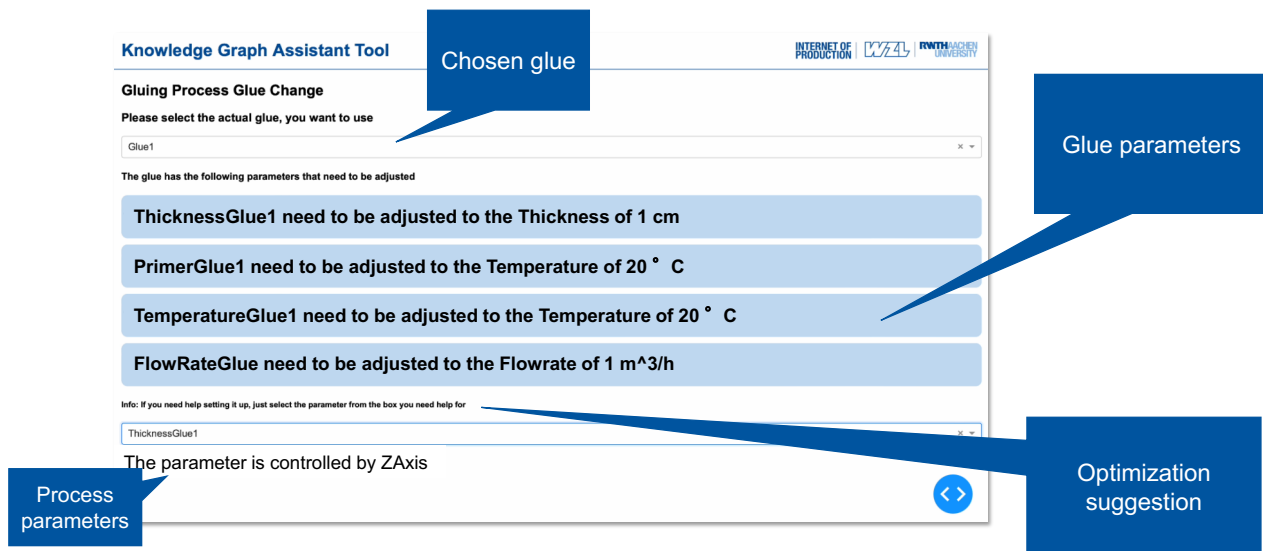 Knowledge Graph Assistant Tool
INTERNET OF
PRODUCTION
WZL
RWTHAACHEN
UNIVERSITY
Chosen glue
Gluing Process Glue Change
Please select the actual glue, you want to use
Glue1
× 
The glue has the following parameters that need to be adjusted
Glue parameters
ThicknessGlue1 need to be adjusted to the Thickness of 1 cm
PrimerGlue1 need to be adjusted to the Temperature of 20 ° C
TemperatureGlue1 need to be adjusted to the Temperature of 20 ° C
FlowRateGlue need to be adjusted to the Flowrate of 1 m^3/h
Info: If you need help setting it up, just select the parameter from the box you need help for
ThicknessGlue1
×
The parameter is controlled by ZAxis
Process
parameters
Optimization
suggestion